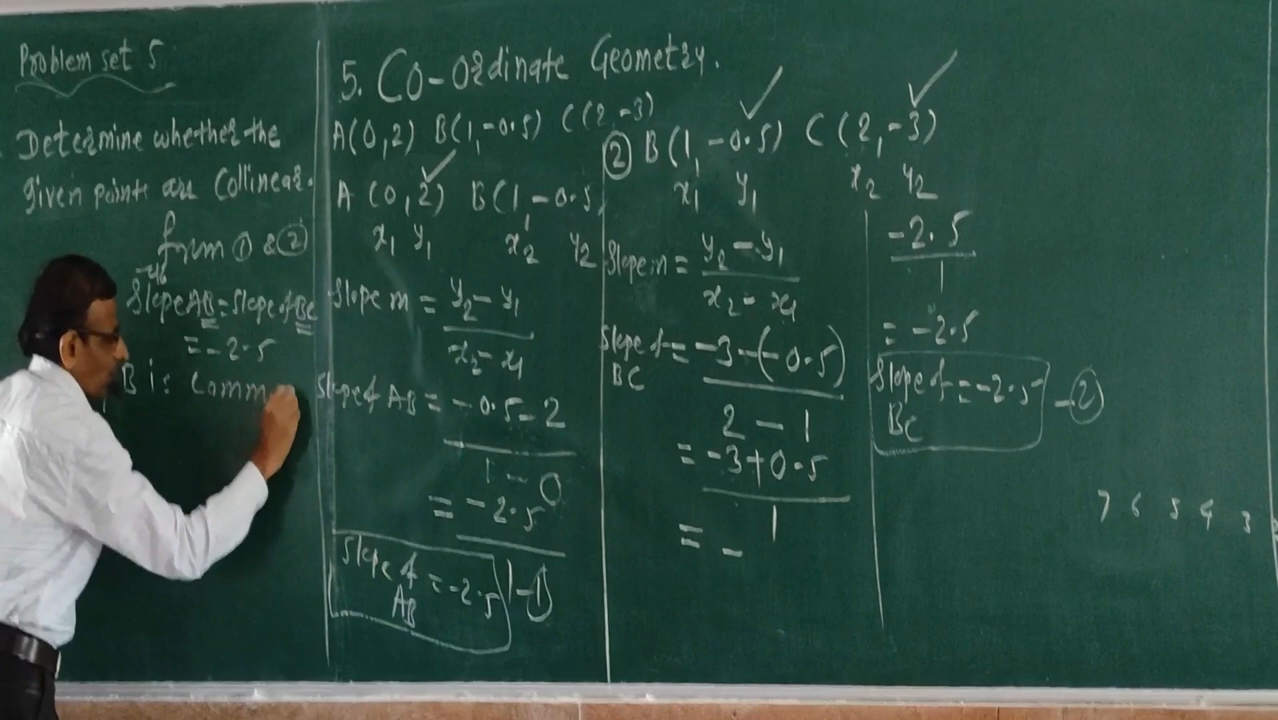 Problem set 5
Determine whether the
given points are Collinear.
from ① & ②
Slope AB = Slope of BC
= -2.5
B is Comm
5. Co-Ordinate Geometry.
A(0,2) B(1,-0.5) C(2,-3)
A (0,2) B(1,-0.5
x₁ y₁ x₂ y₂
Slope m = y₂ - y₁
x₂ - x₁
Slope of AB = -0.5 - 2
1 - 0
= -2.5
1
Slope of = -2.5 - ①
AB
② B(1,-0.5) C(2,-3)
x₁ y₁ x₂ y₂
Slope m = y₂ - y₁
x₂ - x₁
Slope of = -3-(-0.5)
BC
2 - 1
= -3+0.5
1
= -
-2.5
1
= -2.5
Slope of = -2.5 - ②
BC
7 6 5 4 3